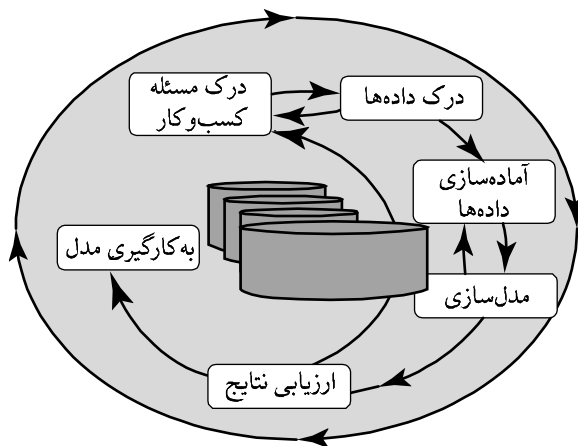 درک مسئله
کسب‌وکار
درک داده‌ها
آماده‌سازی
داده‌ها
مدل‌سازی
ارزیابی نتایج
به‌کارگیری مدل